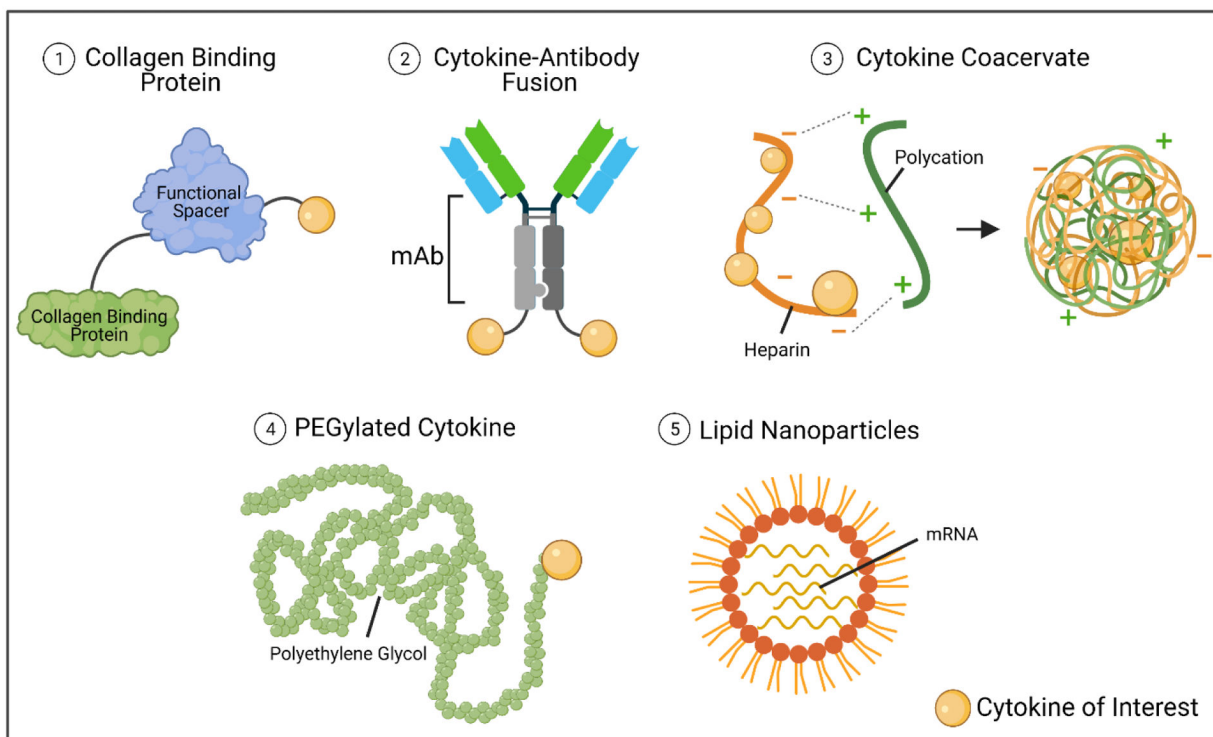 1 Collagen Binding
Protein
2 Cytokine-Antibody
Fusion
3 Cytokine Coacervate
Functional
Spacer
Collagen Binding
Protein
mAb
Polycation
Heparin
4 PEGylated Cytokine
5 Lipid Nanoparticles
Polyethylene Glycol
mRNA
Cytokine of Interest